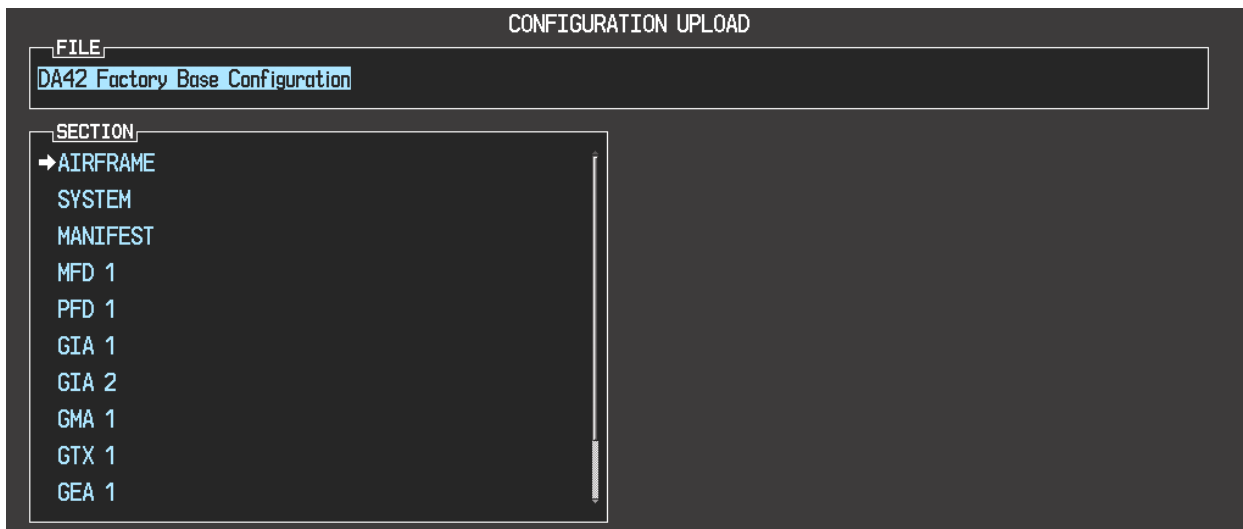 CONFIGURATION UPLOAD
FILE
DA42 Factory Base Configuration
SECTION
AIRFRAME
SYSTEM
MANIFEST
MFD 1
PFD 1
GIA 1
GIA 2
GMA 1
GTX 1
GEA 1